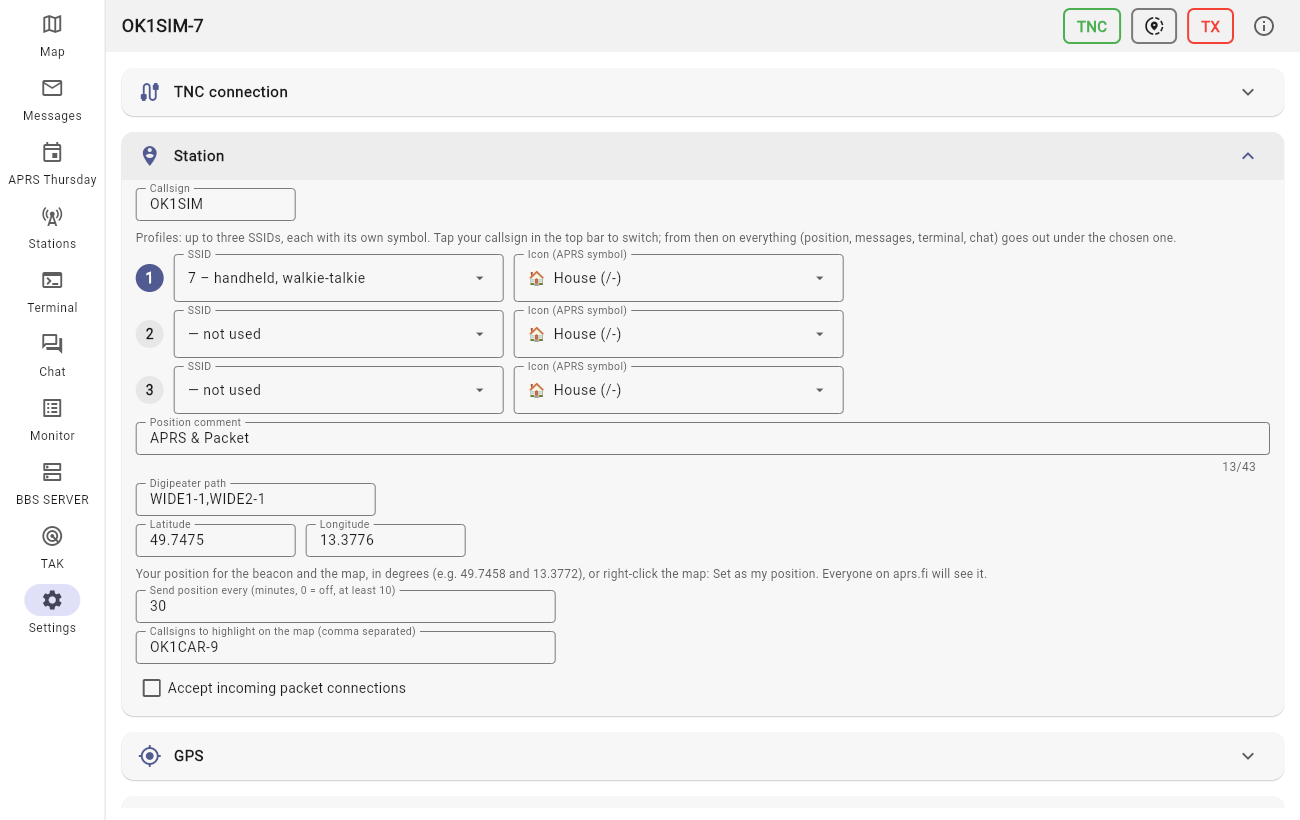 OK1SIM-7
TNC
TX
Map
Messages
APRS Thursday
Stations
Terminal
Chat
Monitor
BBS SERVER
TAK
Settings
TNC connection
Station
Callsign
OK1SIM
Profiles: up to three SSIDs, each with its own symbol. Tap your callsign in the top bar to switch; from then on everything (position, messages, terminal, chat) goes out under the chosen one.
SSID
Icon (APRS symbol)
1
7 – handheld, walkie-talkie
House (/-)
SSID
Icon (APRS symbol)
2
— not used
House (/-)
SSID
Icon (APRS symbol)
3
— not used
House (/-)
Position comment
APRS & Packet
13/43
Digipeater path
WIDE1-1,WIDE2-1
Latitude
Longitude
49.7475
13.3776
Your position for the beacon and the map, in degrees (e.g. 49.7458 and 13.3772), or right-click the map: Set as my position. Everyone on aprs.fi will see it.
Send position every (minutes, 0 = off, at least 10)
30
Callsigns to highlight on the map (comma separated)
OK1CAR-9
Accept incoming packet connections
GPS